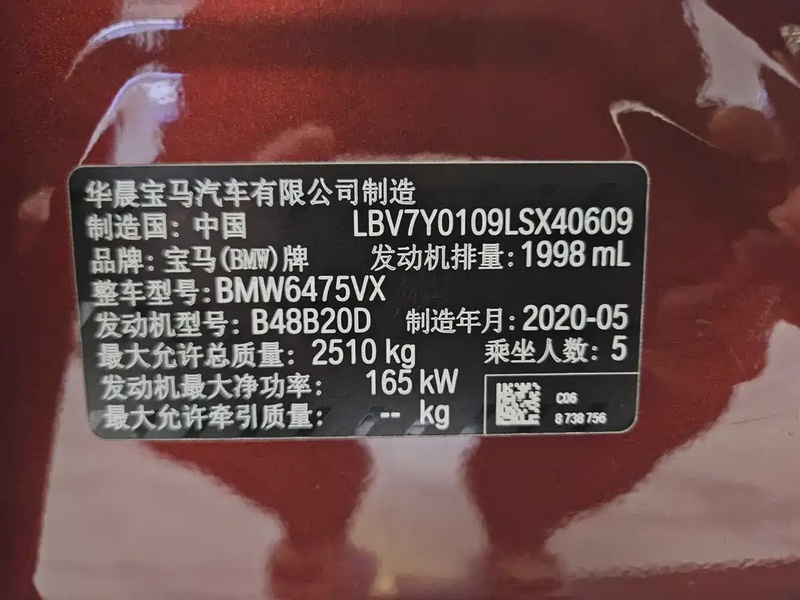 华晨宝马汽车有限公司制造
制造国: 中国 LBV7Y0109LSX40609
品牌: 宝马(BMW)牌 发动机排量: 1998 mL
整车型号: BMW6475VX
发动机型号: B48B20D 制造年月: 2020-05
最大允许总质量: 2510 kg 乘坐人数: 5
发动机最大净功率: 165 kW
最大允许牵引质量: -- kg
C06
8 738 756